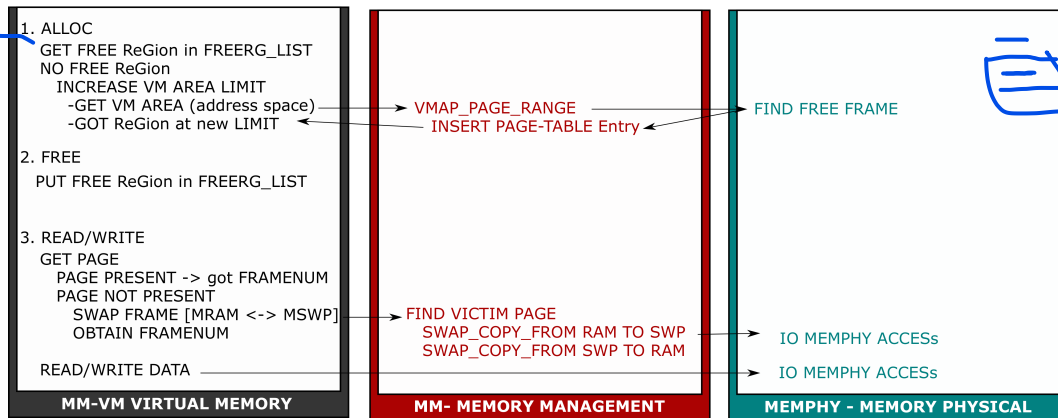 1. ALLOC
GET FREE ReGion in FREERG_LIST
NO FREE ReGion
INCREASE VM AREA LIMIT
-GET VM AREA (address space)
-GOT ReGion at new LIMIT
2. FREE
PUT FREE ReGion in FREERG_LIST
3. READ/WRITE
GET PAGE
PAGE PRESENT -> got FRAMENUM
PAGE NOT PRESENT
SWAP FRAME [MRAM <-> MSWP]
OBTAIN FRAMENUM
READ/WRITE DATA
MM-VM VIRTUAL MEMORY
VMAP_PAGE_RANGE
INSERT PAGE-TABLE Entry
FIND VICTIM PAGE
SWAP_COPY_FROM RAM TO SWP
SWAP_COPY_FROM SWP TO RAM
MM- MEMORY MANAGEMENT
FIND FREE FRAME
IO MEMPHY ACCESs
IO MEMPHY ACCESs
MEMPHY - MEMORY PHYSICAL